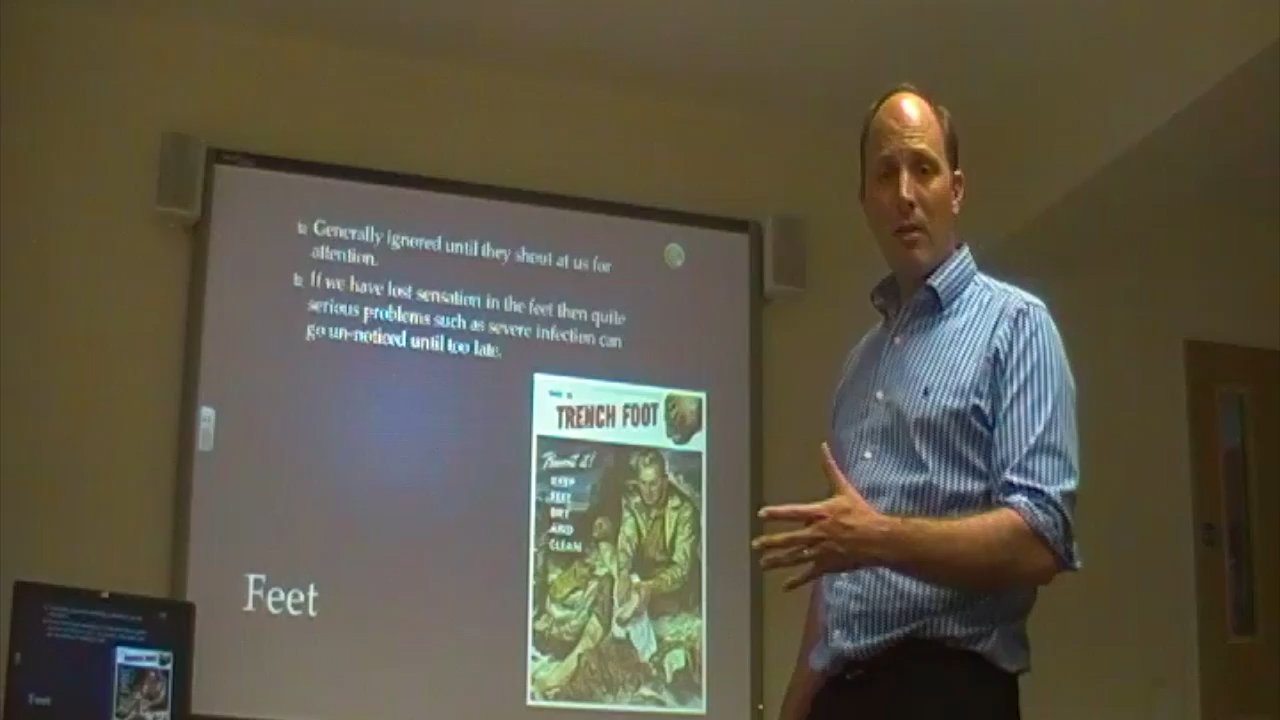 Generally ignored until they shout at us for
attention.
If we have lost sensation in the feet then quite
serious problems such as severe infection can
go un-noticed until too late.
TRENCH FOOT
Prevent it!
KEEP
FEET
DRY
AND
CLEAN
Feet
TRENCH FOOT
Feet